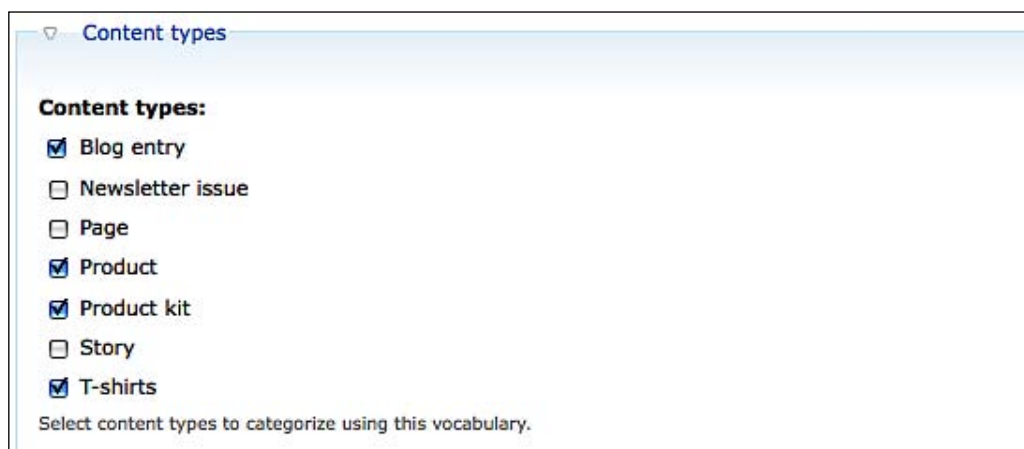 Content types
Content types:
Blog entry
Newsletter issue
Page
Product
Product kit
Story
T-shirts
Select content types to categorize using this vocabulary.